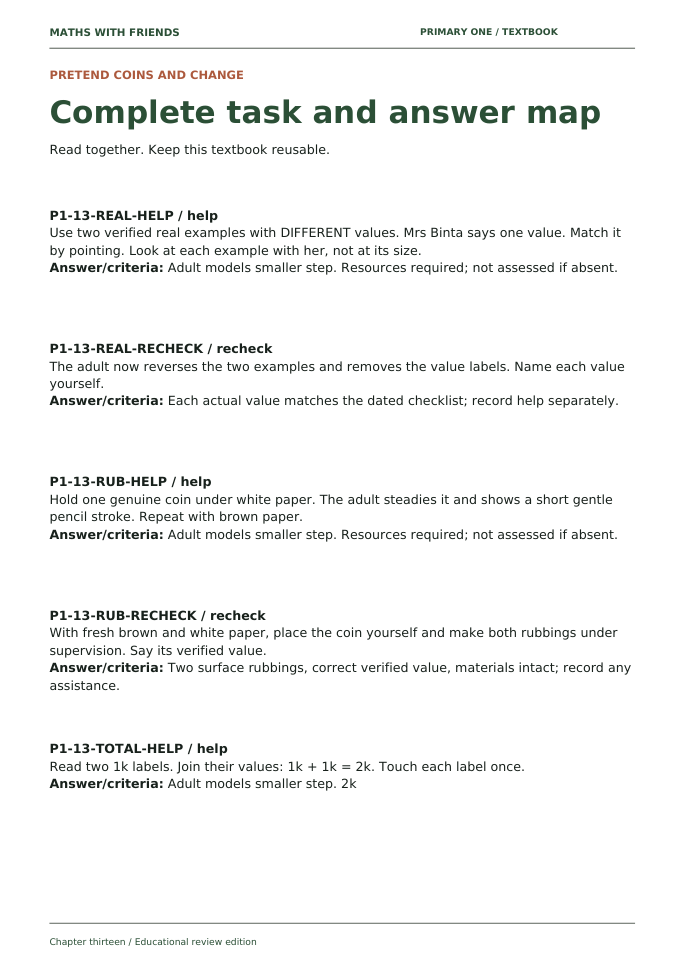 MATHS WITH FRIENDS
PRIMARY ONE / TEXTBOOK
PRETEND COINS AND CHANGE
Complete task and answer map
Read together. Keep this textbook reusable.
P1-13-REAL-HELP / help
Use two verified real examples with DIFFERENT values. Mrs Binta says one value. Match it
by pointing. Look at each example with her, not at its size.
Answer/criteria: Adult models smaller step. Resources required; not assessed if absent.
P1-13-REAL-RECHECK / recheck
The adult now reverses the two examples and removes the value labels. Name each value
yourself.
Answer/criteria: Each actual value matches the dated checklist; record help separately.
P1-13-RUB-HELP / help
Hold one genuine coin under white paper. The adult steadies it and shows a short gentle
pencil stroke. Repeat with brown paper.
Answer/criteria: Adult models smaller step. Resources required; not assessed if absent.
P1-13-RUB-RECHECK / recheck
With fresh brown and white paper, place the coin yourself and make both rubbings under
supervision. Say its verified value.
Answer/criteria: Two surface rubbings, correct verified value, materials intact; record any
assistance.
P1-13-TOTAL-HELP / help
Read two 1k labels. Join their values: 1k + 1k = 2k. Touch each label once.
Answer/criteria: Adult models smaller step. 2k
Chapter thirteen / Educational review edition